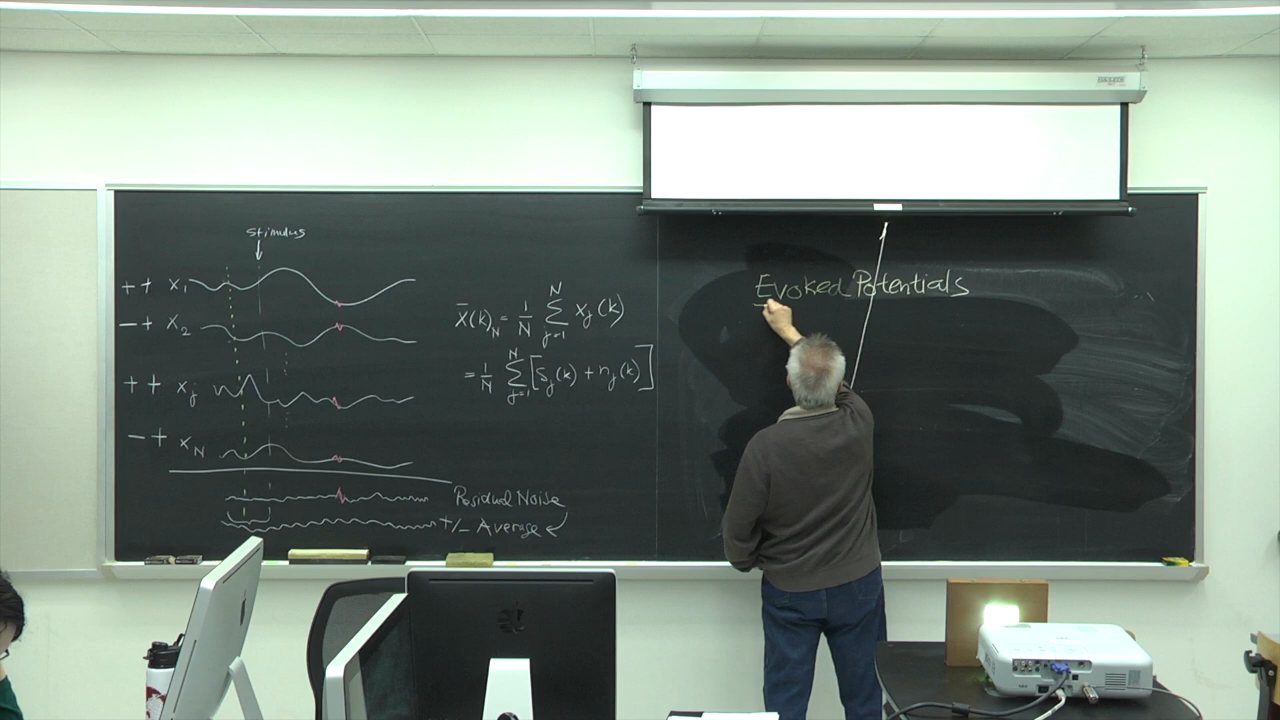 stimulus
++ x₁
-+ x₂
++ xⱼ
-+ x_N
Residual Noise
+/- Average
X̄(k)_N = 1/N Σ_{j=1}^{N} xⱼ(k)
= 1/N Σ_{j=1}^{N} [sⱼ(k) + nⱼ(k)]
Evoked Potentials